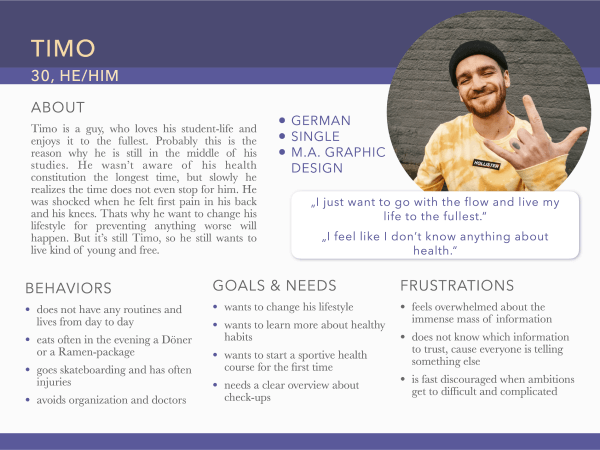 TIMO
30, HE/HIM
ABOUT
Timo is a guy, who loves his student-life and
enjoys it to the fullest. Probably this is the
reason why he is still in the middle of his
studies. He wasn't aware of his health
constitution the longest time, but slowly he
realizes the time does not even stop for him. He
was shocked when he felt first pain in his back
and his knees. Thats why he want to change his
lifestyle for preventing anything worse will
happen. But it's still Timo, so he still wants to
live kind of young and free.
• GERMAN
• SINGLE
• M.A. GRAPHIC
DESIGN
HOLLISTER
„I just want to go with the flow and live my
life to the fullest."
„I feel like I don't know anything about
health."
BEHAVIORS
• does not have any routines and
lives from day to day
• eats often in the evening a Döner
or a Ramen-package
• goes skateboarding and has often
injuries
• avoids organization and doctors
GOALS & NEEDS
• wants to change his lifestyle
• wants to learn more about healthy
habits
• wants to start a sportive health
course for the first time
• needs a clear overview about
check-ups
FRUSTRATIONS
• feels overwhelmed about the
immense mass of information
• does not know which information
to trust, cause everyone is telling
something else
• is fast discouraged when ambitions
get to difficult and complicated